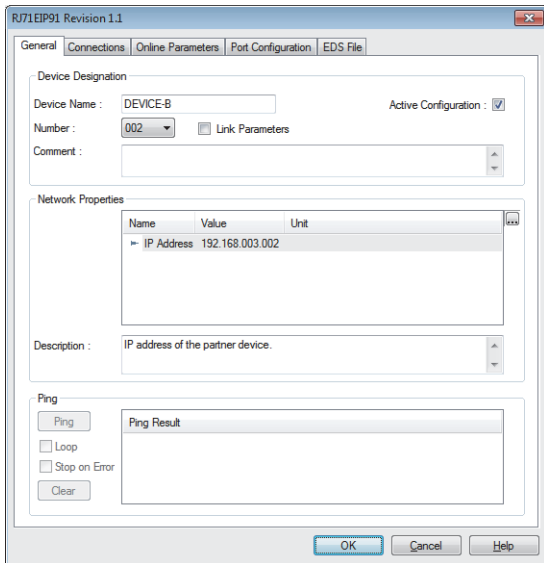 RJ71EIP91 Revision 1.1
General Connections Online Parameters Port Configuration EDS File
Device Designation
Device Name : DEVICE-B Active Configuration :
Number : 002 Link Parameters
Comment :
Network Properties
Name Value Unit
IP Address 192.168.003.002
...
Description : IP address of the partner device.
Ping
Ping Ping Result
Loop
Stop on Error
Clear
OK Cancel Help